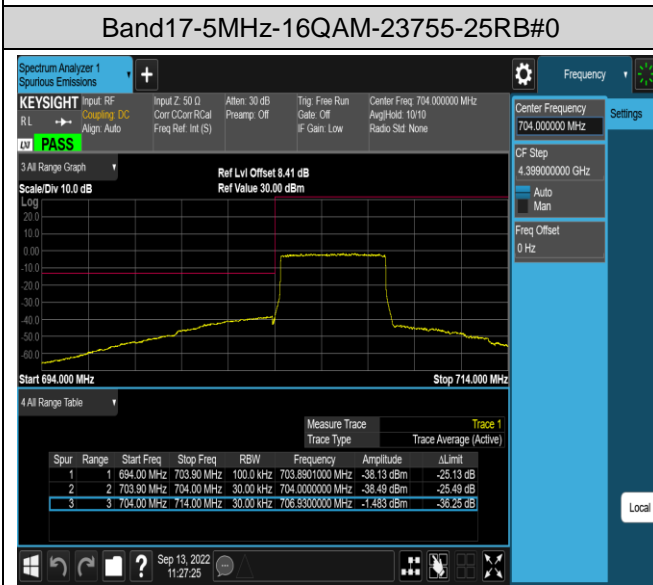 Band17-5MHz-16QAM-23755-25RB#0
Spectrum Analyzer 1
Spurious Emissions
Frequency
KEYSIGHT Input: RF Input Z: 50 Ω Atten: 30 dB Trig: Free Run Center Freq: 704.000000 MHz
RL Coupling: DC Corr CCorr RCal Preamp: Off Gate: Off Avg|Hold: 10/10
Align: Auto Freq Ref: Int (S) IF Gain: Low Radio Std: None
LXI PASS
Center Frequency
704.000000 MHz
Settings
CF Step
4.399000000 GHz
Auto
Man
Freq Offset
0 Hz
3 All Range Graph
Ref Lvl Offset 8.41 dB
Scale/Div 10.0 dB Ref Value 30.00 dBm
Log
20.0
10.0
0.00
-10.0
-20.0
-30.0
-40.0
-50.0
-60.0
Start 694.000 MHz Stop 714.000 MHz
4 All Range Table
Measure Trace Trace 1
Trace Type Trace Average (Active)
Spur Range Start Freq Stop Freq RBW Frequency Amplitude ΔLimit
1 1 694.00 MHz 703.90 MHz 100.0 kHz 703.8901000 MHz -38.13 dBm -25.13 dB
2 2 703.90 MHz 704.00 MHz 30.00 kHz 704.0000000 MHz -38.49 dBm -25.49 dB
3 3 704.00 MHz 714.00 MHz 30.00 kHz 706.9300000 MHz -1.483 dBm -36.25 dB
Local
Sep 13, 2022
11:27:25